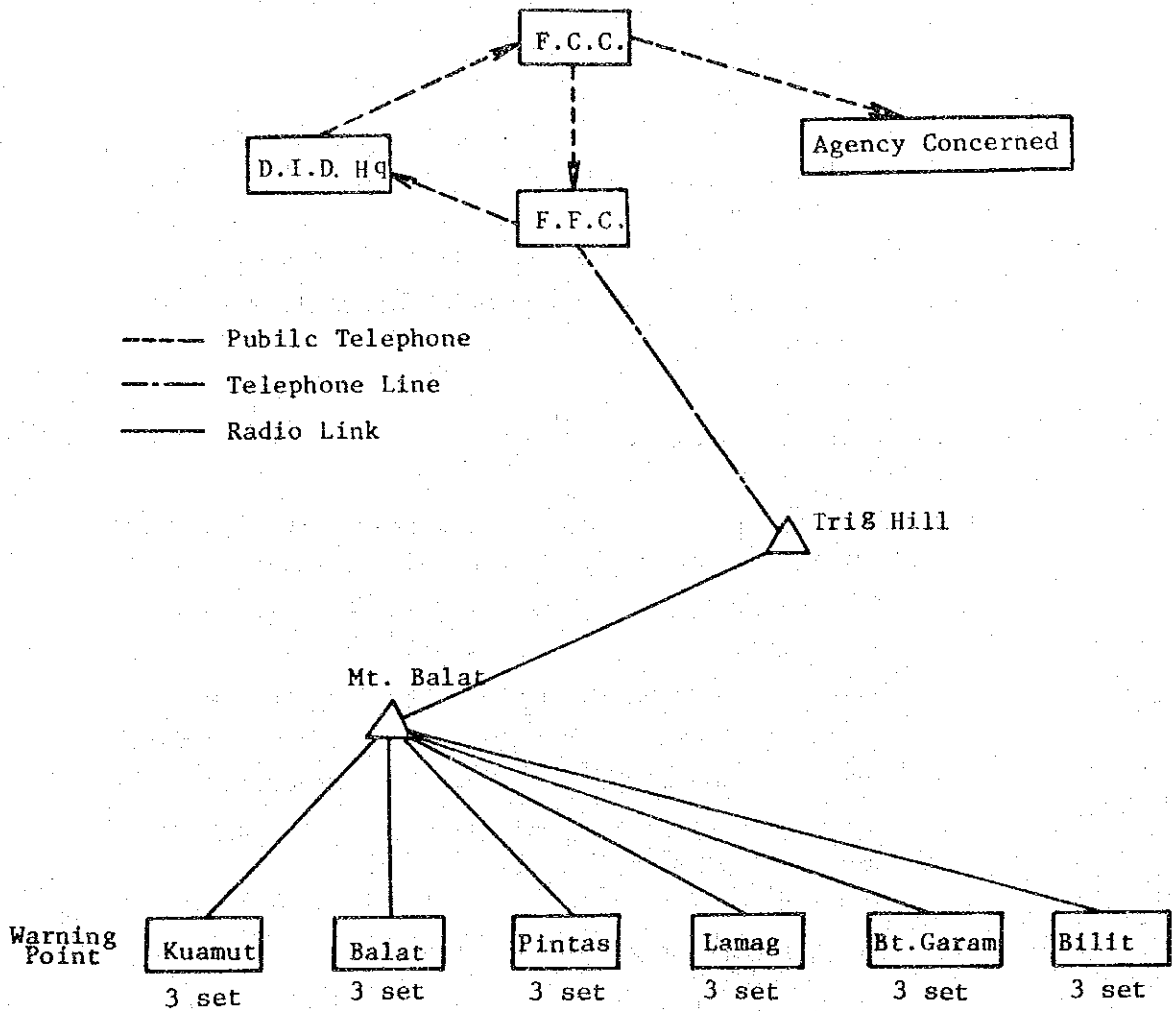 F.C.C.
Agency Concerned
D.I.D. Hq
F.F.C.
Pubilc Telephone
Telephone Line
Radio Link
Trig Hill
Mt. Balat
Warning Point
Kuamut
Balat
Pintas
Lamag
Bt.Garam
Bilit
3 set
3 set
3 set
3 set
3 set
3 set